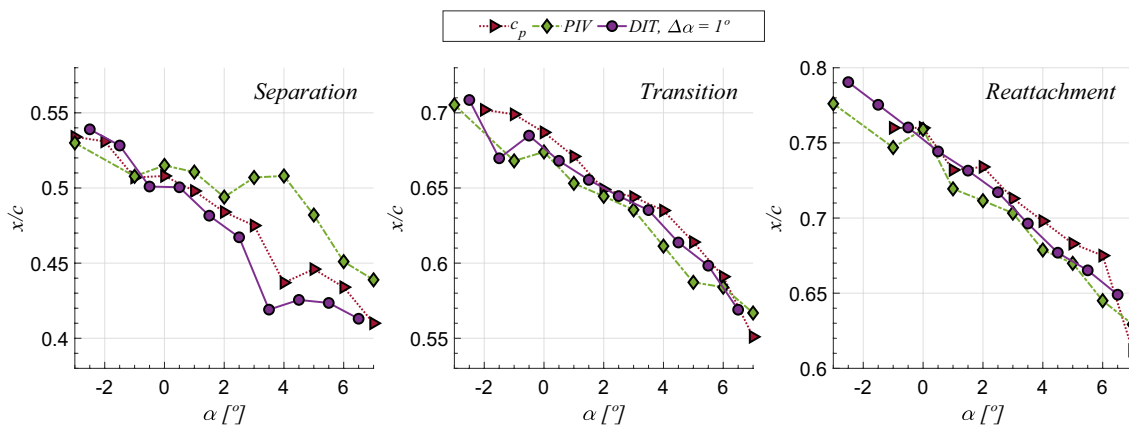 c_p PIV DIT, Δα = 1º
Separation
0.55
0.5
0.45
0.4
x/c
-2 0 2 4 6
α [º]
Transition
0.7
0.65
0.6
0.55
x/c
-2 0 2 4 6
α [º]
Reattachment
0.8
0.75
0.7
0.65
0.6
x/c
-2 0 2 4 6
α [º]